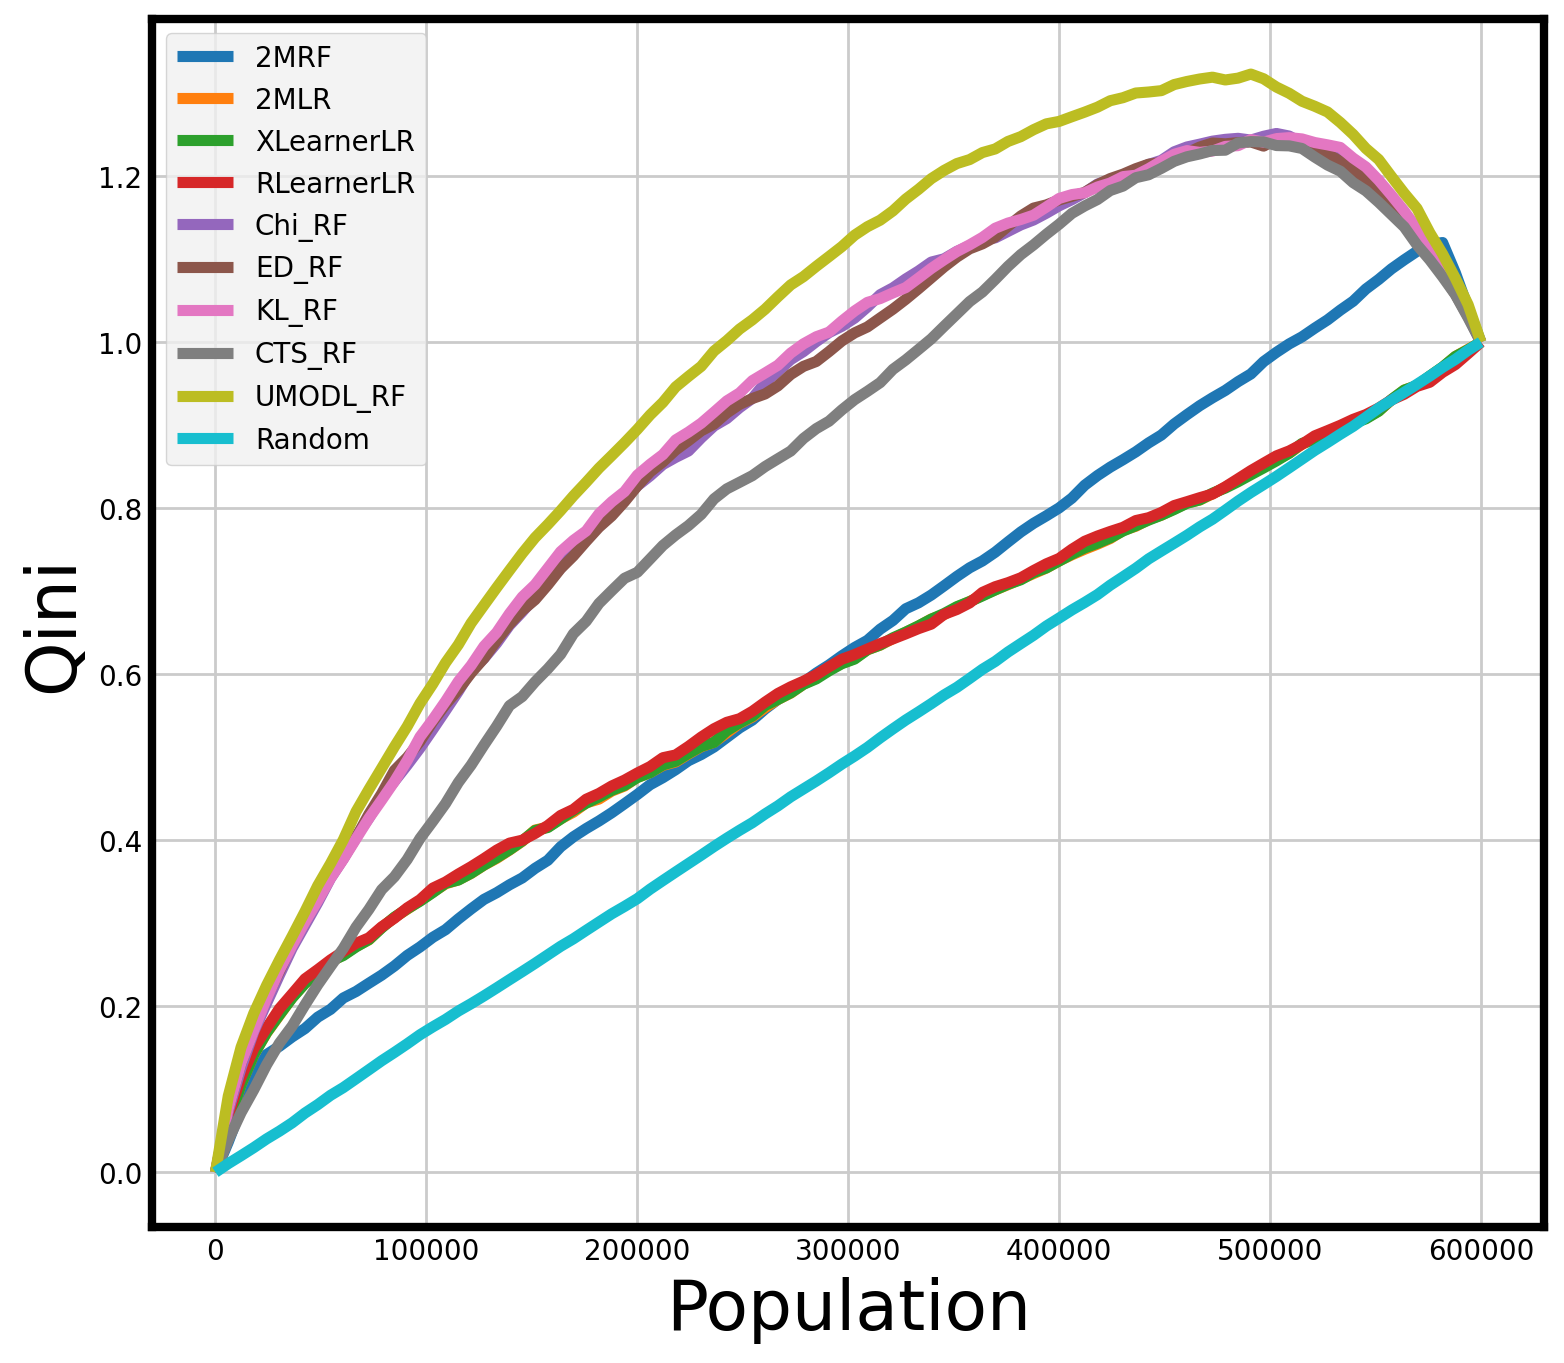 2MRF
2MLR
XLearnerLR
RLearnerLR
Chi_RF
ED_RF
KL_RF
CTS_RF
UMODL_RF
Random
Qini
1.2
1.0
0.8
0.6
0.4
0.2
0.0
0 100000 200000 300000 400000 500000 600000
Population